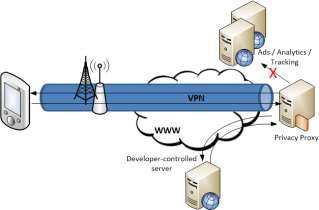 Ads / Analytics /
Tracking
X
VPN
WWW
Privacy Proxy
Developer-controlled
server